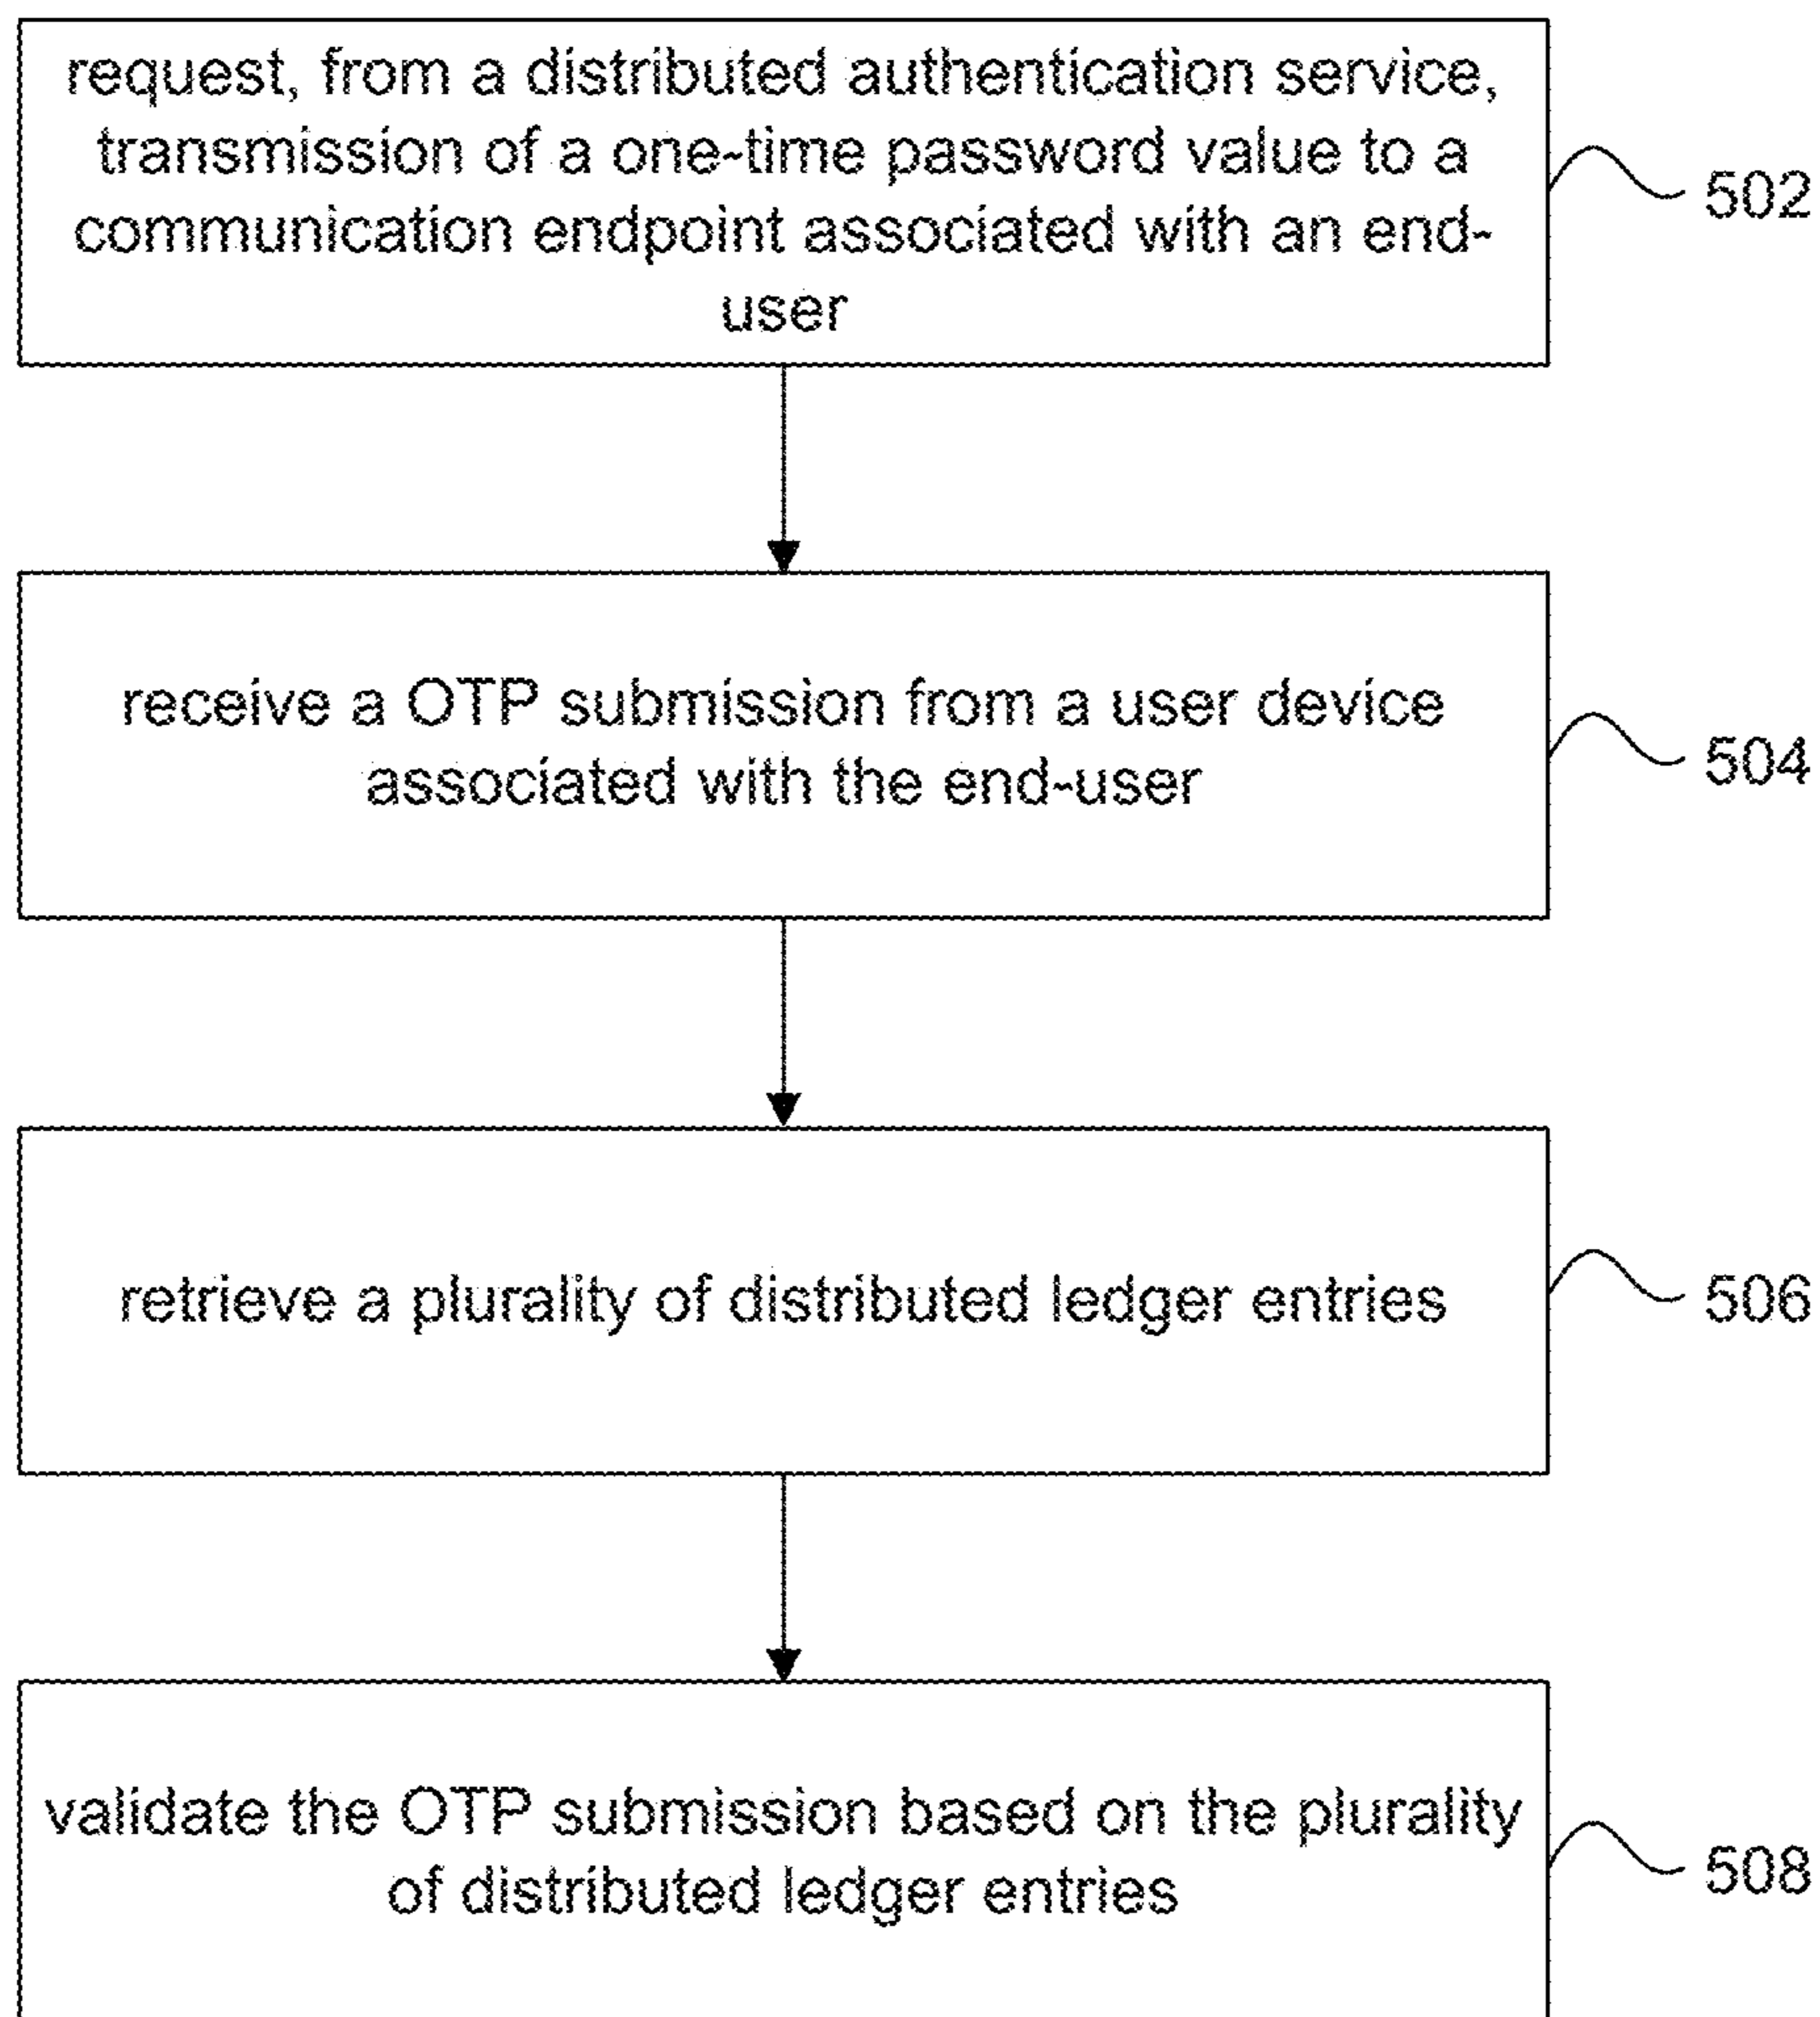 request, from a distributed authentication service,
transmission of a one-time password value to a
communication endpoint associated with an end-
user
502
receive a OTP submission from a user device
associated with the end-user
504
retrieve a plurality of distributed ledger entries
506
validate the OTP submission based on the plurality
of distributed ledger entries
508